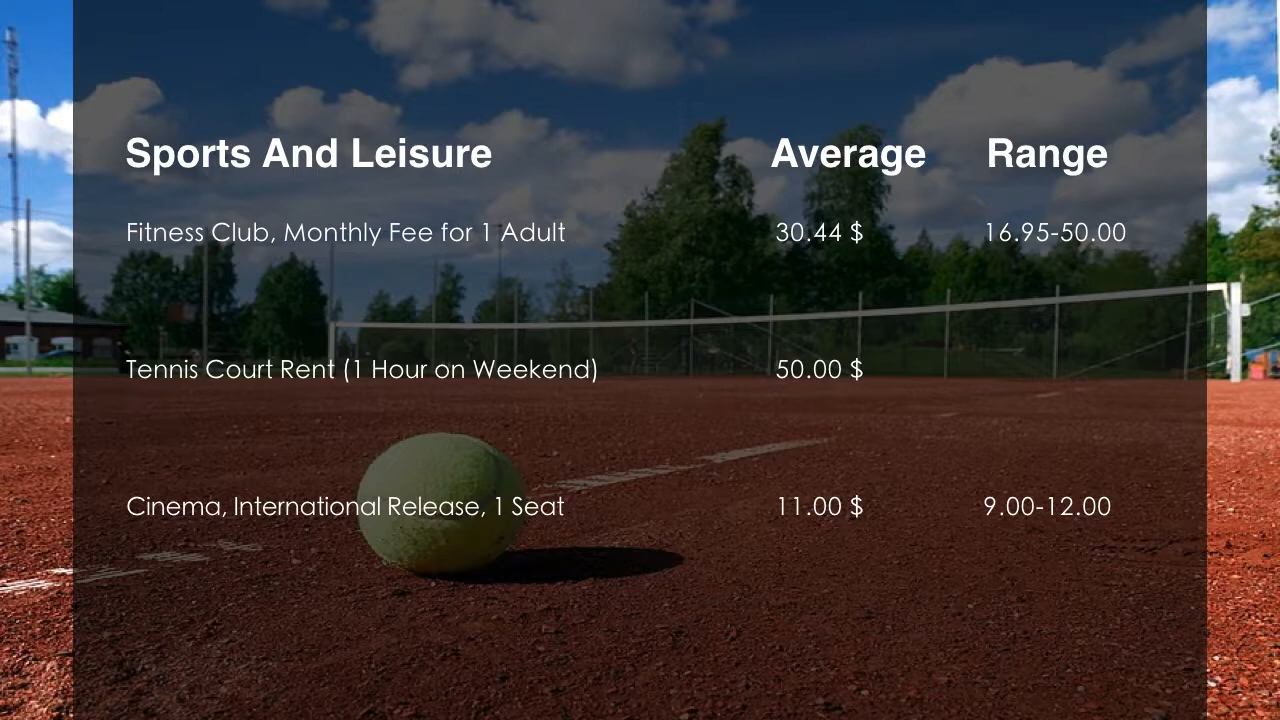 Sports And Leisure Average Range
Fitness Club, Monthly Fee for 1 Adult 30.44 $ 16.95-50.00
Tennis Court Rent (1 Hour on Weekend) 50.00 $
Cinema, International Release, 1 Seat 11.00 $ 9.00-12.00